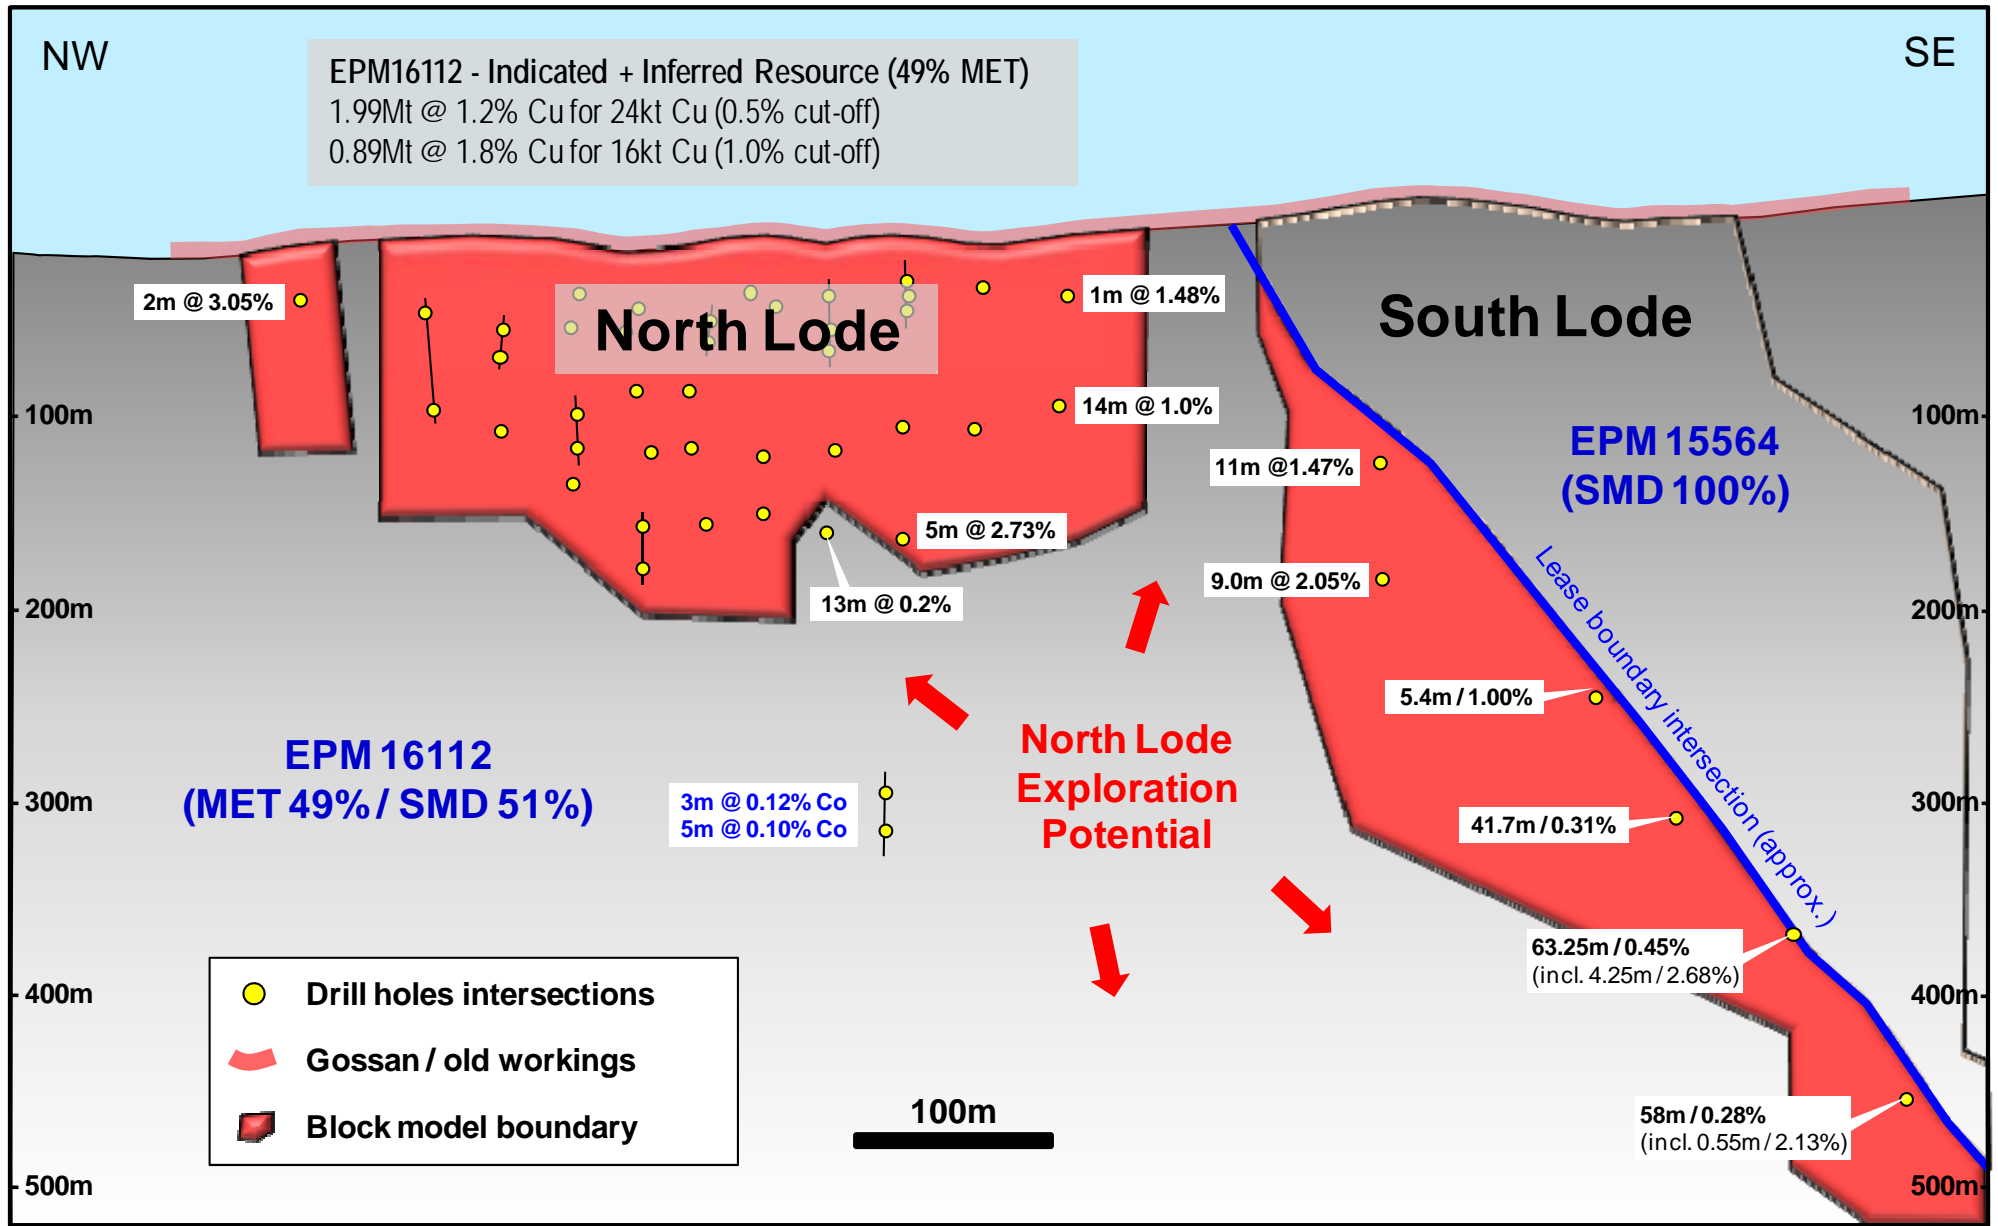 NW
SE
EPM16112 - Indicated + Inferred Resource (49% MET)
1.99Mt @ 1.2% Cu for 24kt Cu (0.5% cut-off)
0.89Mt @ 1.8% Cu for 16kt Cu (1.0% cut-off)
2m @ 3.05%
North Lode
1m @ 1.48%
South Lode
100m
14m @ 1.0%
100m
11m @1.47%
EPM 15564
(SMD 100%)
5m @ 2.73%
9.0m @ 2.05%
13m @ 0.2%
200m
200m
Lease boundary intersection (approx.)
5.4m / 1.00%
EPM 16112
(MET 49% / SMD 51%)
North Lode
Exploration
Potential
300m
3m @ 0.12% Co
5m @ 0.10% Co
41.7m / 0.31%
300m
63.25m / 0.45%
(incl. 4.25m / 2.68%)
400m
400m
Drill holes intersections
Gossan / old workings
Block model boundary
100m
58m / 0.28%
(incl. 0.55m / 2.13%)
500m
500m